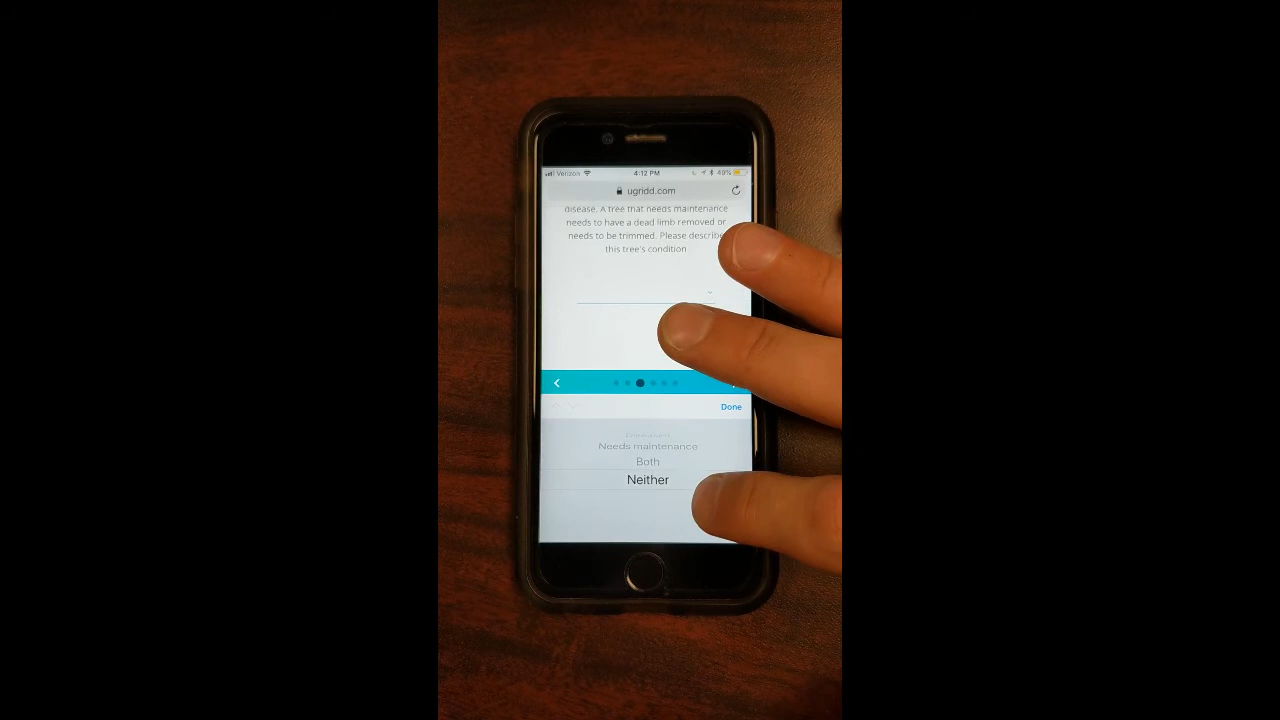 Verizon 4:12 PM 49%
ugridd.com
disease. A tree that needs maintenance
needs to have a dead limb removed or
needs to be trimmed. Please describe
this tree's condition
Done
Needs maintenance
Both
Neither